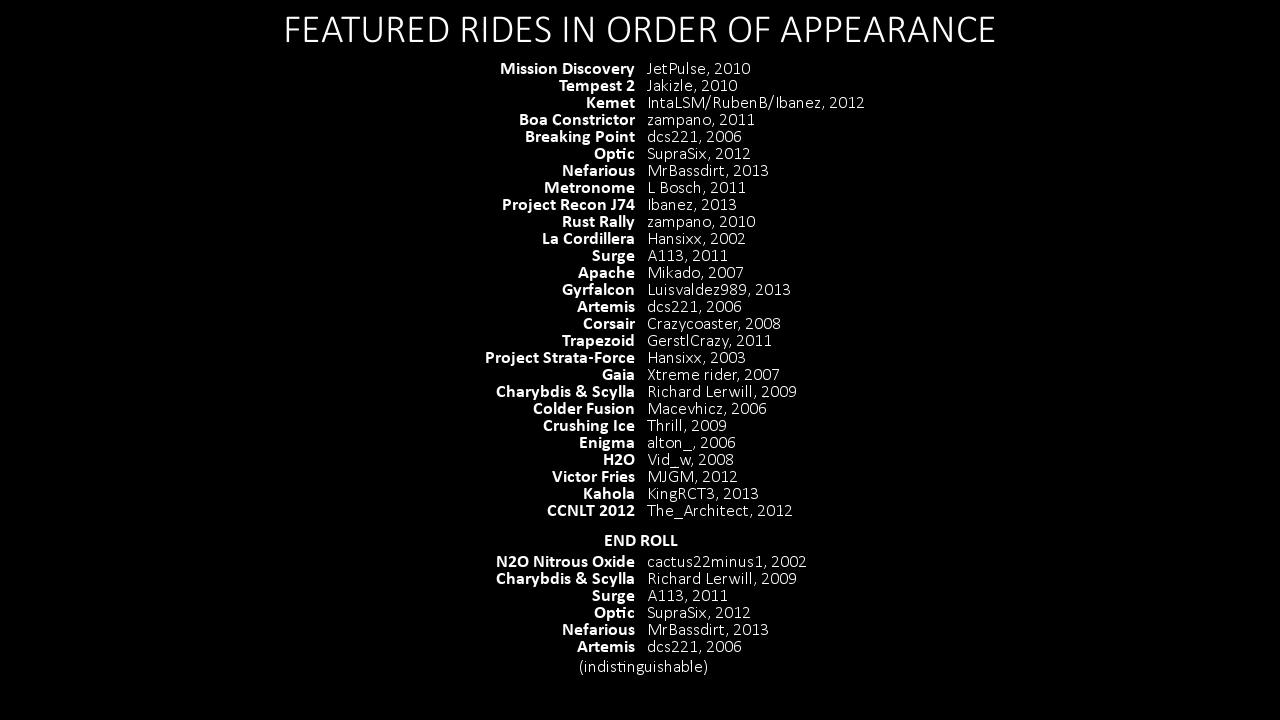 FEATURED RIDES IN ORDER OF APPEARANCE
Mission Discovery JetPulse, 2010
Tempest 2 Jakizle, 2010
Kemet IntaLSM/RubenB/Ibanez, 2012
Boa Constrictor zampano, 2011
Breaking Point dcs221, 2006
Optic SupraSix, 2012
Nefarious MrBassdirt, 2013
Metronome L Bosch, 2011
Project Recon J74 Ibanez, 2013
Rust Rally zampano, 2010
La Cordillera Hansixx, 2002
Surge A113, 2011
Apache Mikado, 2007
Gyrfalcon Luisvaldez989, 2013
Artemis dcs221, 2006
Corsair Crazycoaster, 2008
Trapezoid GerstlCrazy, 2011
Project Strata-Force Hansixx, 2003
Gaia Xtreme rider, 2007
Charybdis & Scylla Richard Lerwill, 2009
Colder Fusion Macevhicz, 2006
Crushing Ice Thrill, 2009
Enigma alton_, 2006
H2O Vid_w, 2008
Victor Fries MJGM, 2012
Kahola KingRCT3, 2013
CCNLT 2012 The_Architect, 2012
END ROLL
N2O Nitrous Oxide cactus22minus1, 2002
Charybdis & Scylla Richard Lerwill, 2009
Surge A113, 2011
Optic SupraSix, 2012
Nefarious MrBassdirt, 2013
Artemis dcs221, 2006
(indistinguishable)